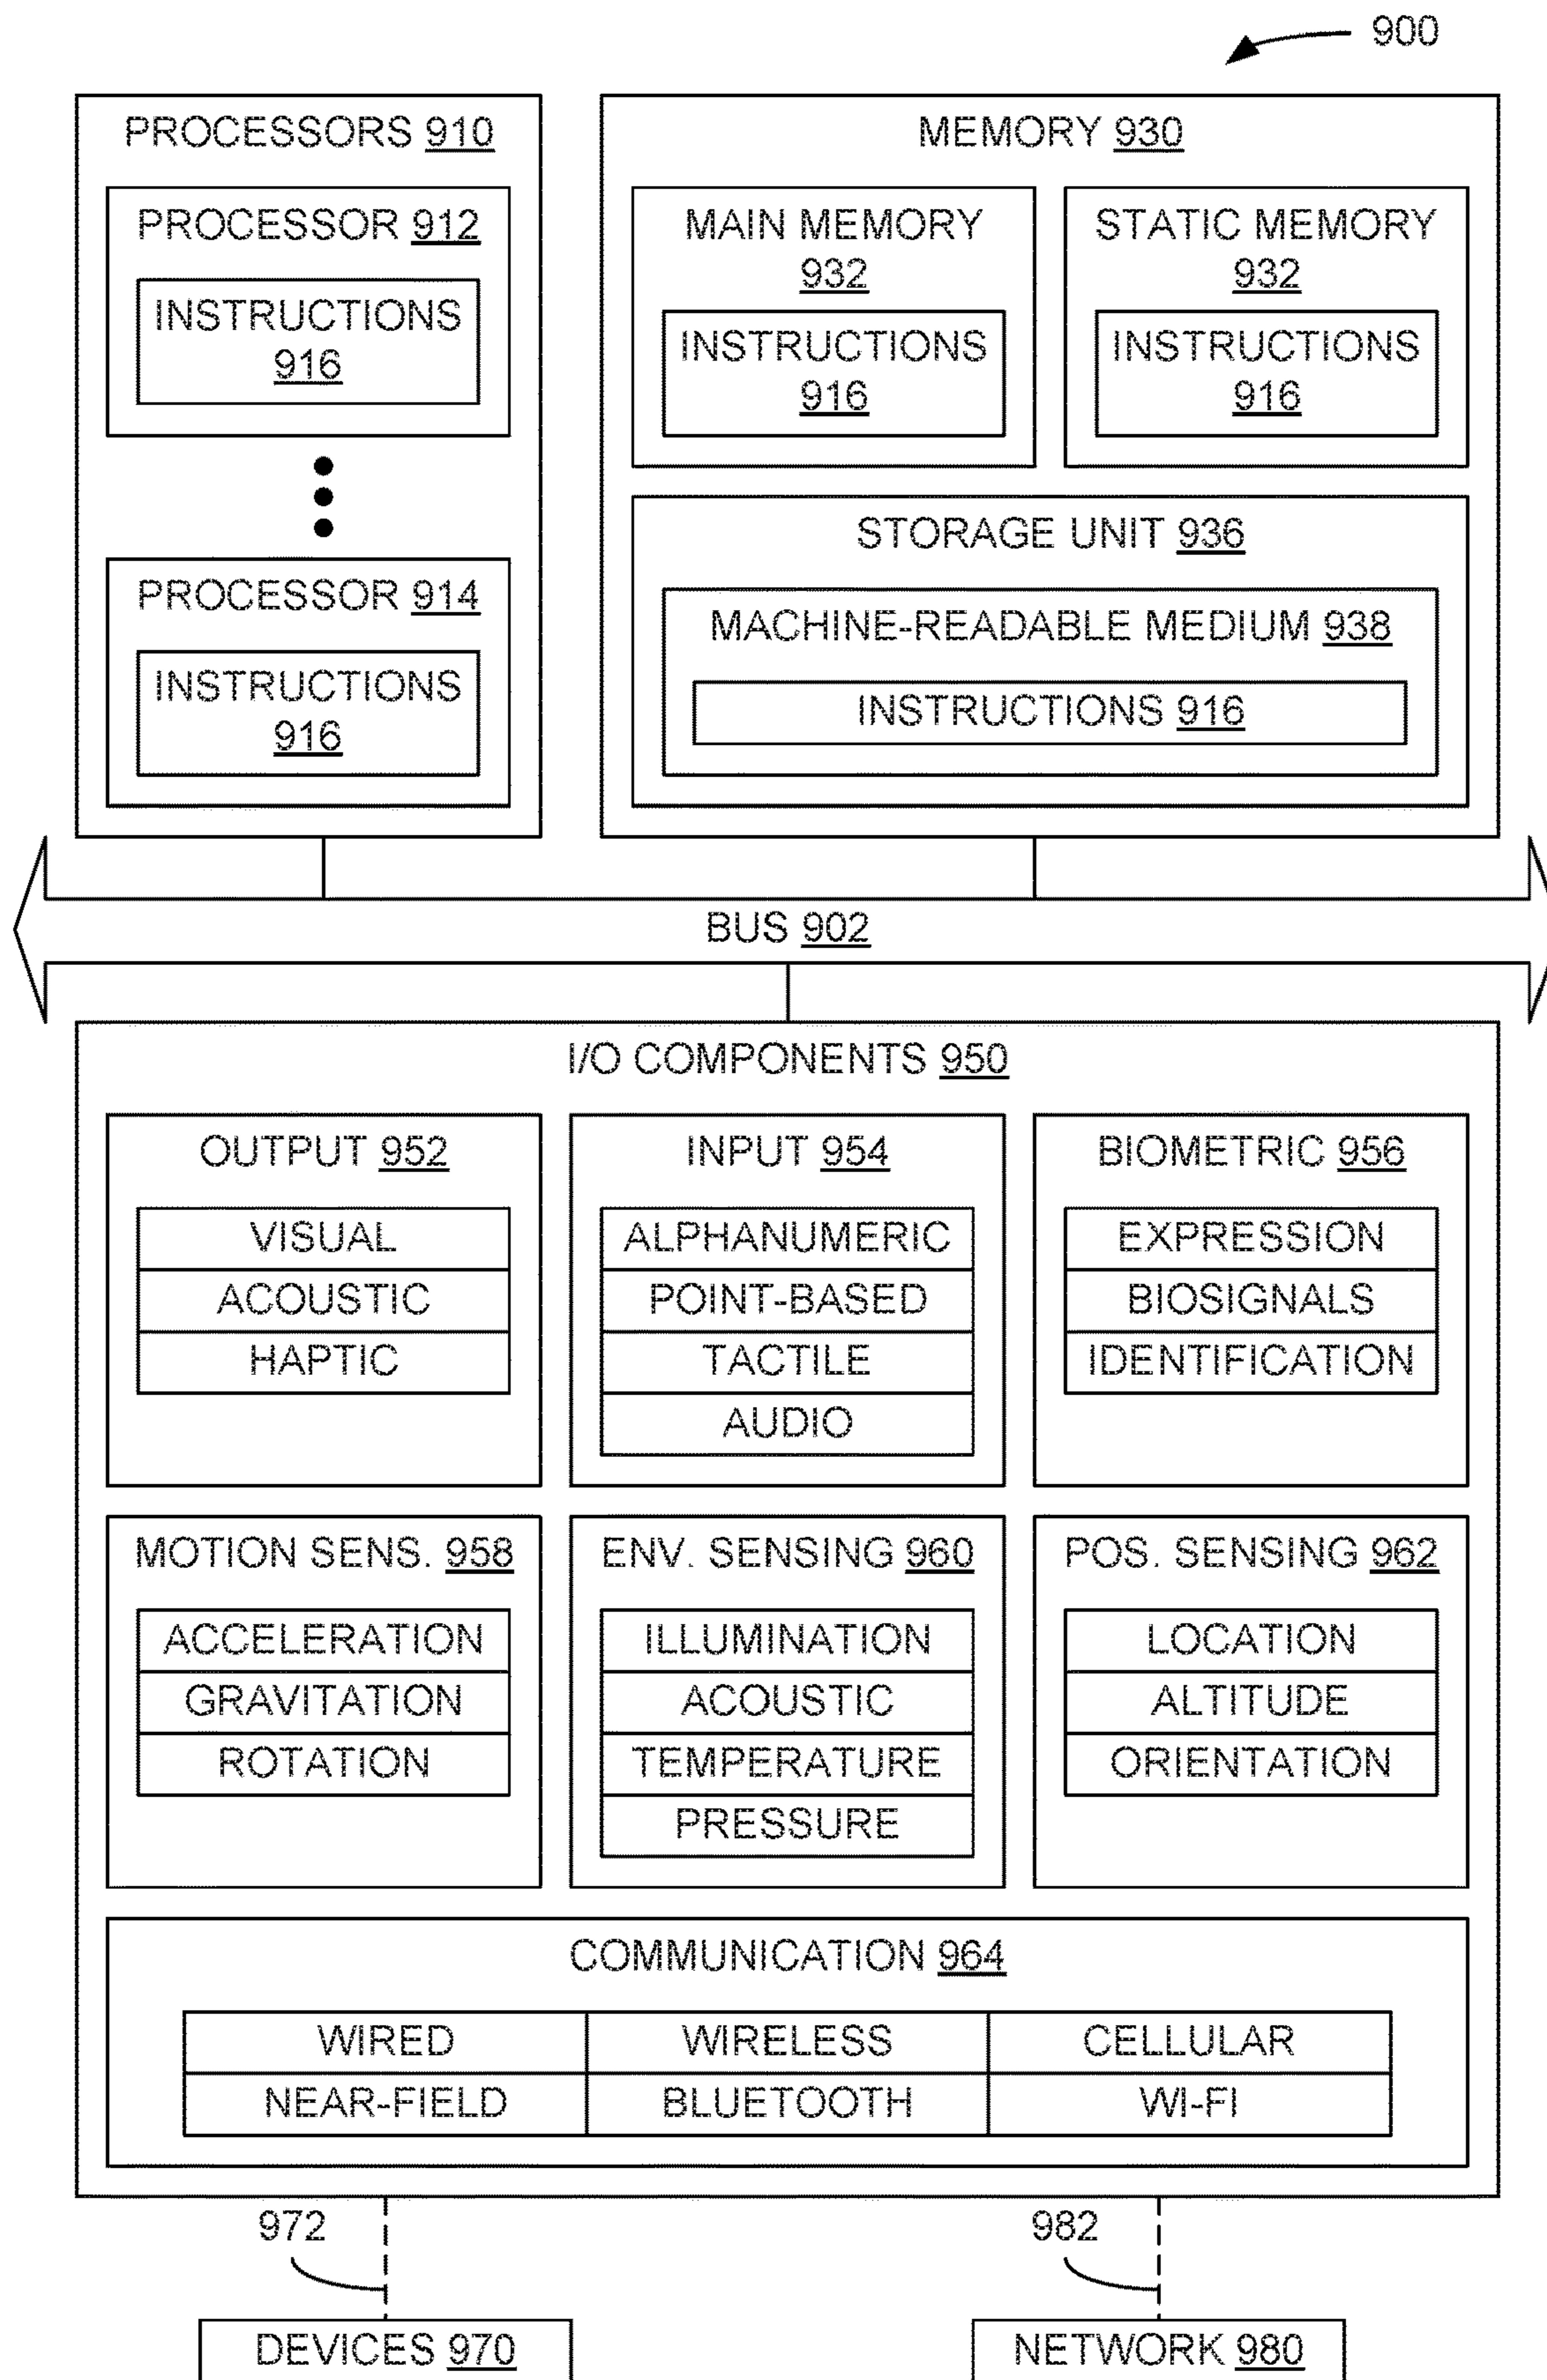 900
PROCESSORS 910
PROCESSOR 912
INSTRUCTIONS
916
PROCESSOR 914
INSTRUCTIONS
916
MEMORY 930
MAIN MEMORY
932
INSTRUCTIONS
916
STATIC MEMORY
932
INSTRUCTIONS
916
STORAGE UNIT 936
MACHINE-READABLE MEDIUM 938
INSTRUCTIONS 916
BUS 902
I/O COMPONENTS 950
OUTPUT 952
VISUAL
ACOUSTIC
HAPTIC
INPUT 954
ALPHANUMERIC
POINT-BASED
TACTILE
AUDIO
BIOMETRIC 956
EXPRESSION
BIOSIGNALS
IDENTIFICATION
MOTION SENS. 958
ACCELERATION
GRAVITATION
ROTATION
ENV. SENSING 960
ILLUMINATION
ACOUSTIC
TEMPERATURE
PRESSURE
POS. SENSING 962
LOCATION
ALTITUDE
ORIENTATION
COMMUNICATION 964
WIRED
WIRELESS
CELLULAR
NEAR-FIELD
BLUETOOTH
WI-FI
972
982
DEVICES 970
NETWORK 980